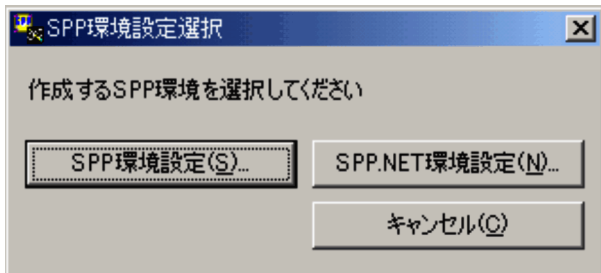 SPP環境設定選択
作成するSPP環境を選択してください
SPP環境設定(S)...
SPP.NET環境設定(N)...
キャンセル(C)